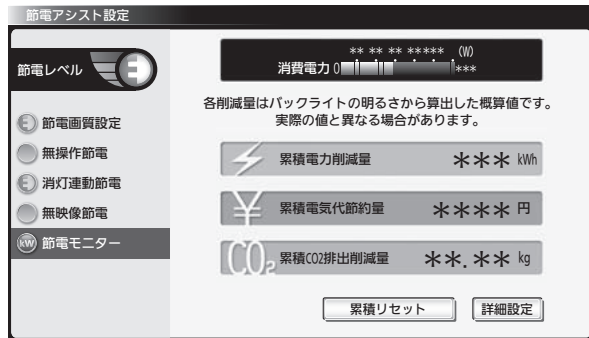 節電アシスト設定
節電レベル
節電画質設定
無操作節電
消灯連動節電
無映像節電
kW 節電モニター
** ** ** ***** (W)
消費電力 0 ***
各削減量はバックライトの明るさから算出した概算値です。
実際の値と異なる場合があります。
累積電力削減量 *** kWh
¥ 累積電気代節約量 **** 円
CO2 累積CO2排出削減量 **.** kg
累積リセット 詳細設定